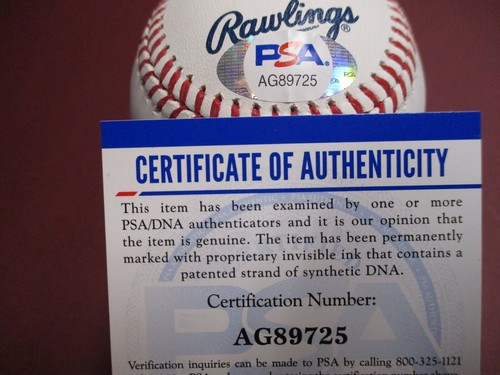 Rawlings®
PSA.
AG89725
CERTIFICATE OF AUTHENTICITY
This item has been examined by one or more
PSA/DNA authenticators and it is our opinion that
the item is genuine. The item has been permanently
marked with proprietary invisible ink that contains a
patented strand of synthetic DNA.
Certification Number:
AG89725
Verification inquiries can be made to PSA by calling 800-325-1121